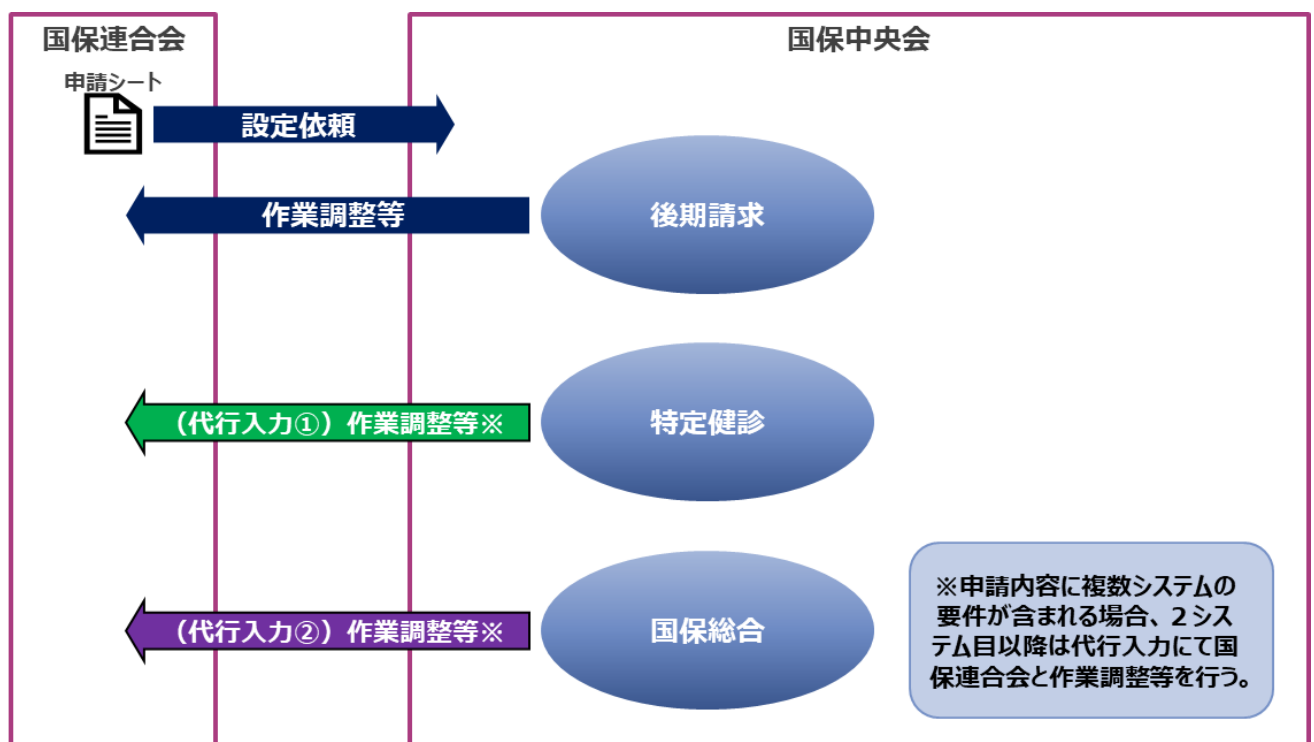 国保連合会
国保中央会
申請シート
設定依頼
作業調整等
後期請求
(代行入力①)作業調整等※
特定健診
(代行入力②)作業調整等※
国保総合
※申請内容に複数システムの
要件が含まれる場合、2シス
テム目以降は代行入力にて国
保連合会と作業調整等を行う。